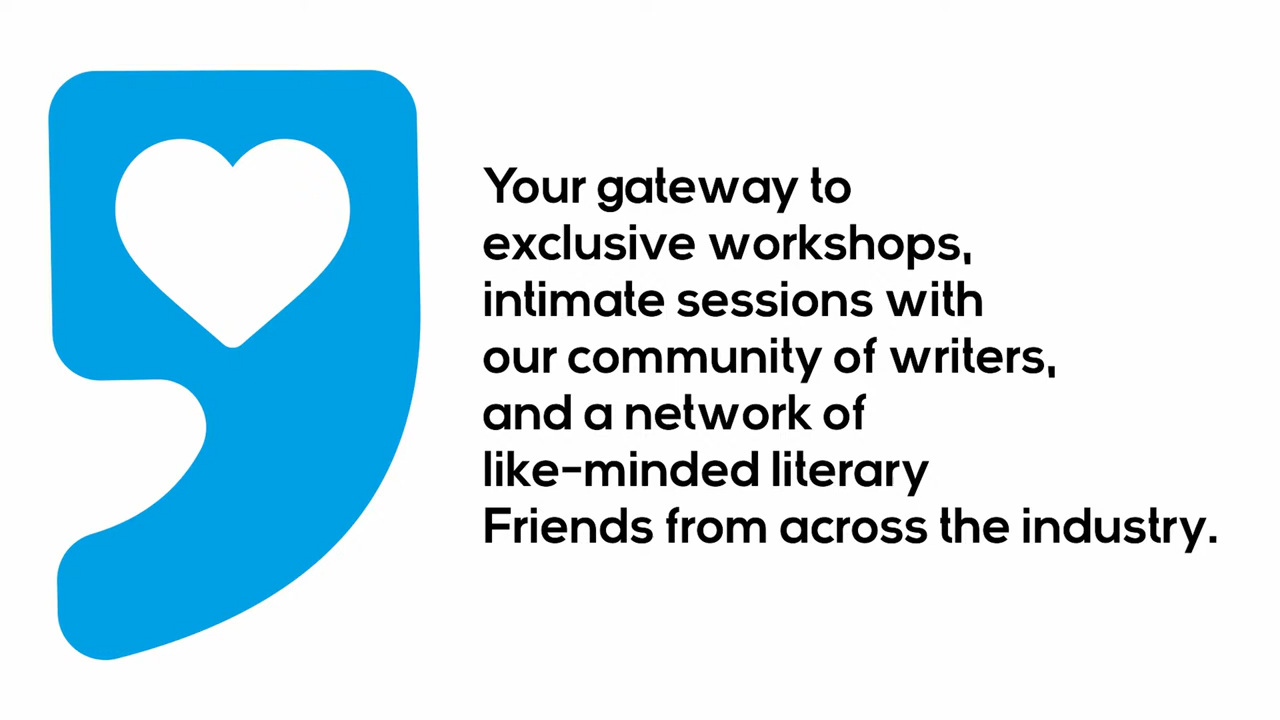 Your gateway to
exclusive workshops,
intimate sessions with
our community of writers,
and a network of
like-minded literary
Friends from across the industry.